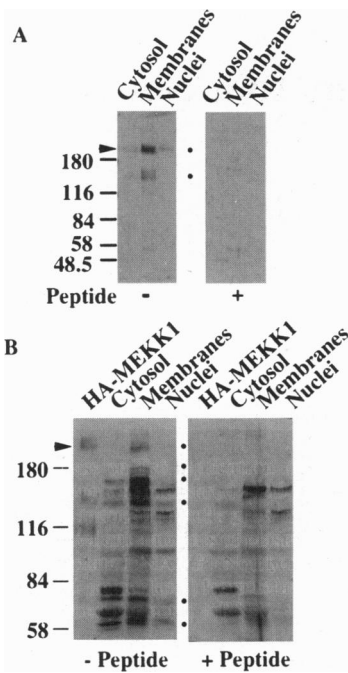 A
Cytosol Membranes Nuclei Cytosol Membranes Nuclei
180
116
84
58
48.5
Peptide - +
B
HA-MEKK1 Cytosol Membranes Nuclei HA-MEKK1 Cytosol Membranes Nuclei
180
116
84
58
- Peptide + Peptide